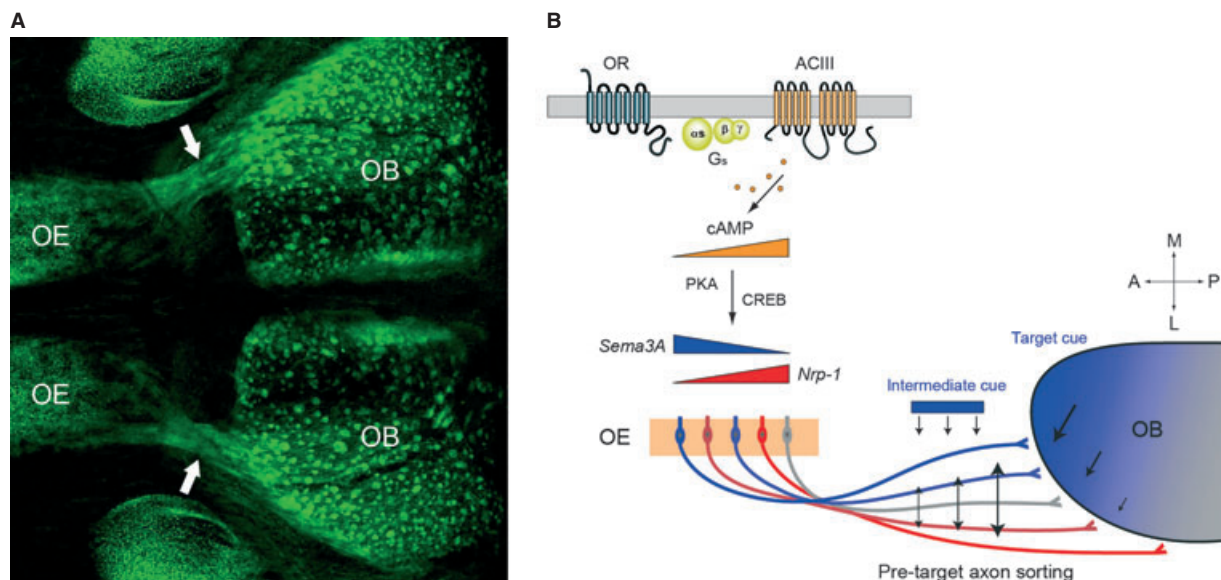 A
OE
OB
OE
OB
B
OR
ACIII
αs
β
γ
Gs
cAMP
PKA
CREB
Sema3A
Nrp-1
M
A
P
L
Target cue
Intermediate cue
OE
OB
Pre-target axon sorting